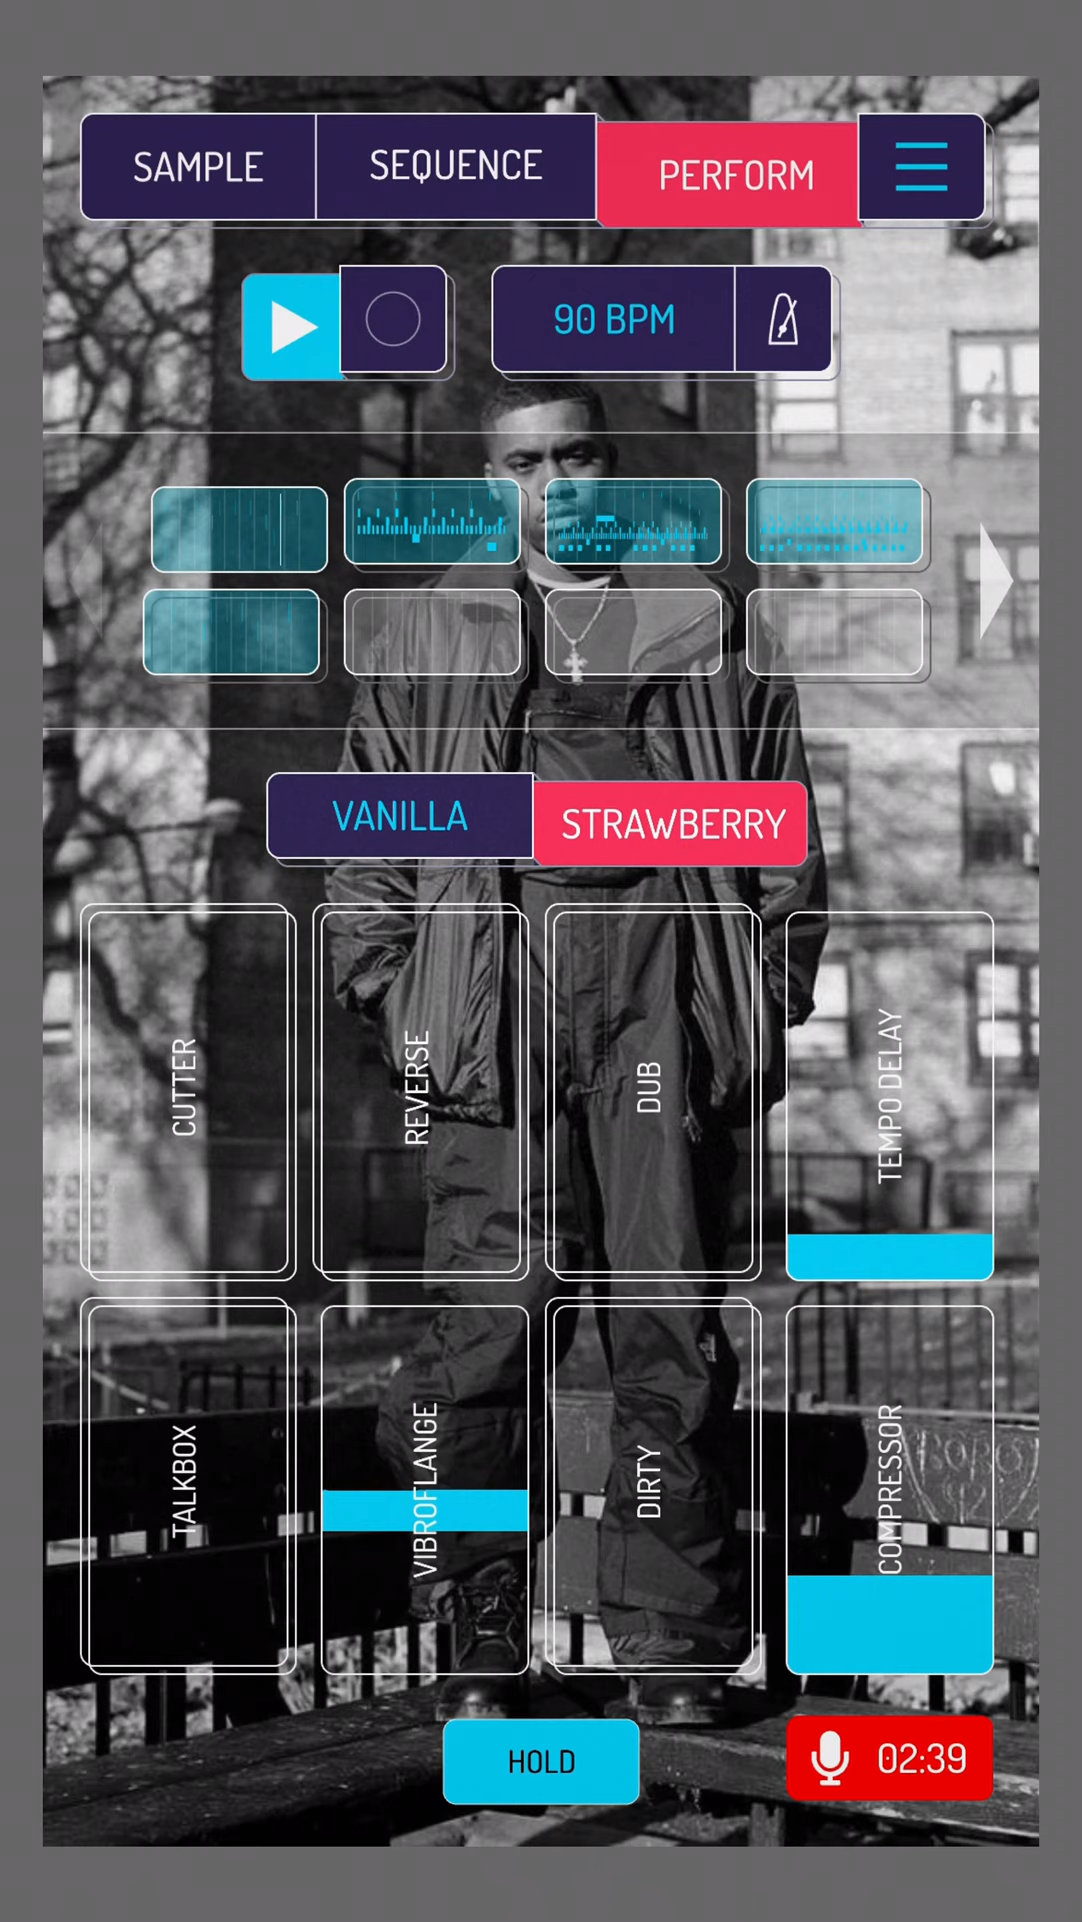 SAMPLE SEQUENCE PERFORM
90 BPM
VANILLA STRAWBERRY
CUTTER
REVERSE
DUB
TEMPO DELAY
TALKBOX
VIBROFLANGE
DIRTY
COMPRESSOR
HOLD
02:39